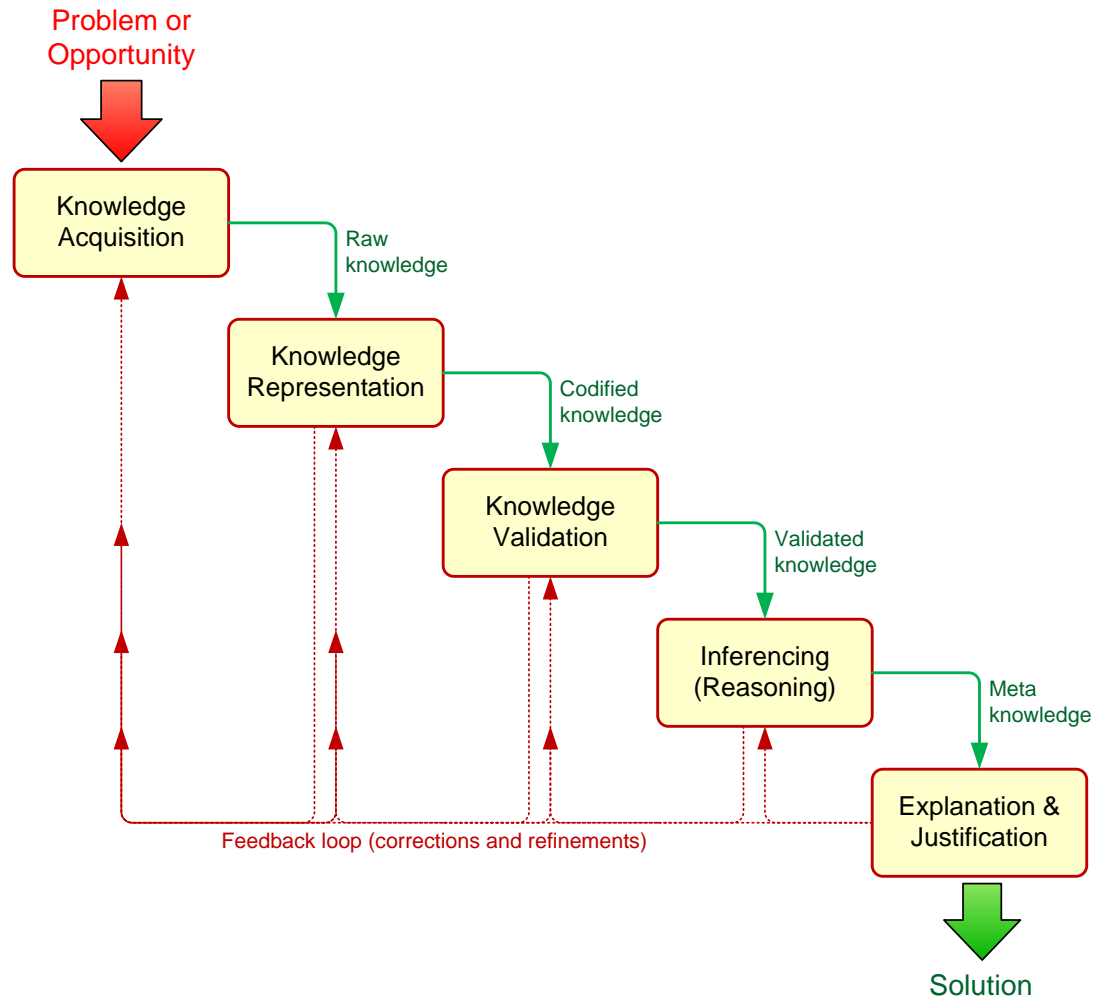 Problem or
Opportunity
Knowledge
Acquisition
Raw
knowledge
Knowledge
Representation
Codified
knowledge
Knowledge
Validation
Validated
knowledge
Inferencing
(Reasoning)
Meta
knowledge
Explanation &
Justification
Feedback loop (corrections and refinements)
Solution